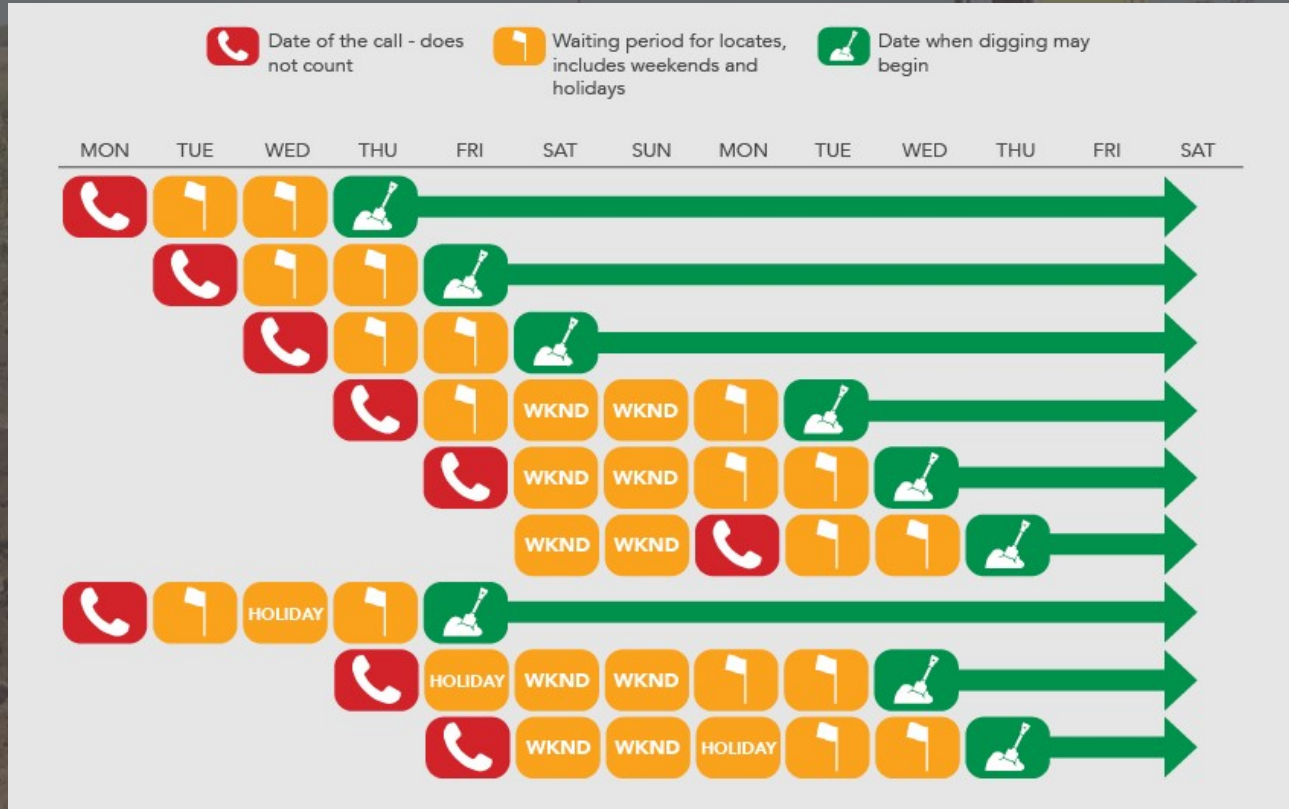 Date of the call - does
not count
Waiting period for locates,
includes weekends and
holidays
Date when digging may
begin
MON TUE WED THU FRI SAT SUN MON TUE WED THU FRI SAT
WKND WKND
WKND WKND
WKND WKND
HOLIDAY
HOLIDAY WKND WKND
WKND WKND HOLIDAY